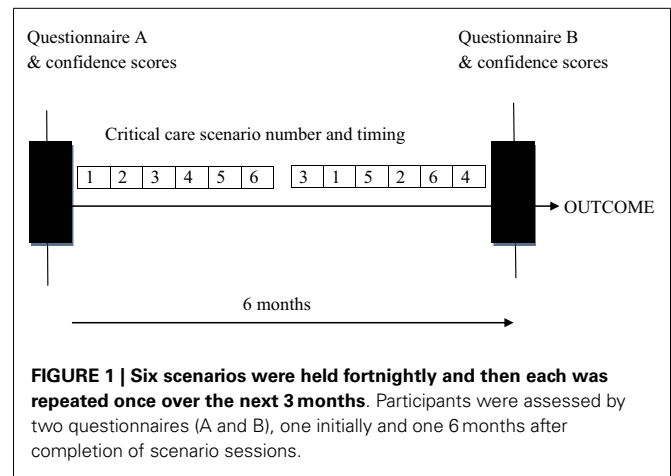 Questionnaire A
& confidence scores
Questionnaire B
& confidence scores
Critical care scenario number and timing
1 2 3 4 5 6 3 1 5 2 6 4
OUTCOME
6 months
FIGURE 1 | Six scenarios were held fortnightly and then each was
repeated once over the next 3 months. Participants were assessed by
two questionnaires (A and B), one initially and one 6 months after
completion of scenario sessions.